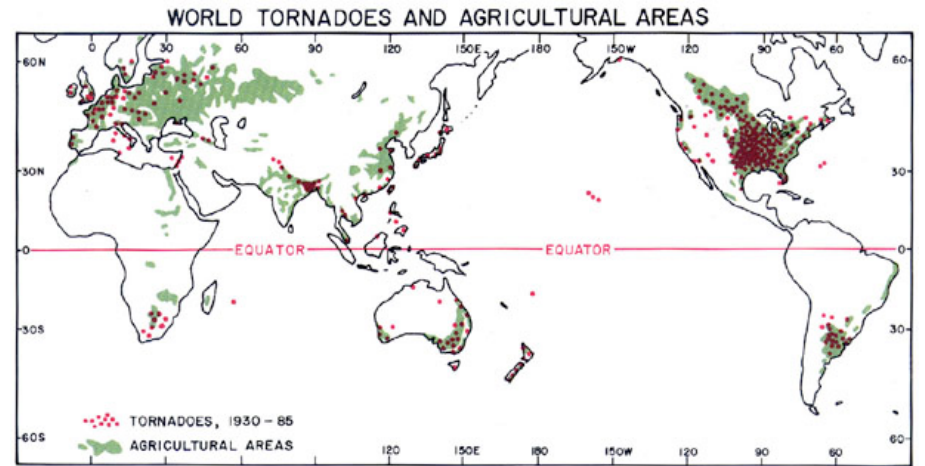 WORLD TORNADOES AND AGRICULTURAL AREAS
0 30 60 90 120 150E 180 150W 120 90 60
60N 60
30N 30
0 EQUATOR EQUATOR 0
30S 30
TORNADOES, 1930-85
AGRICULTURAL AREAS
60S 60
120 150E 180 150W 120 90 60